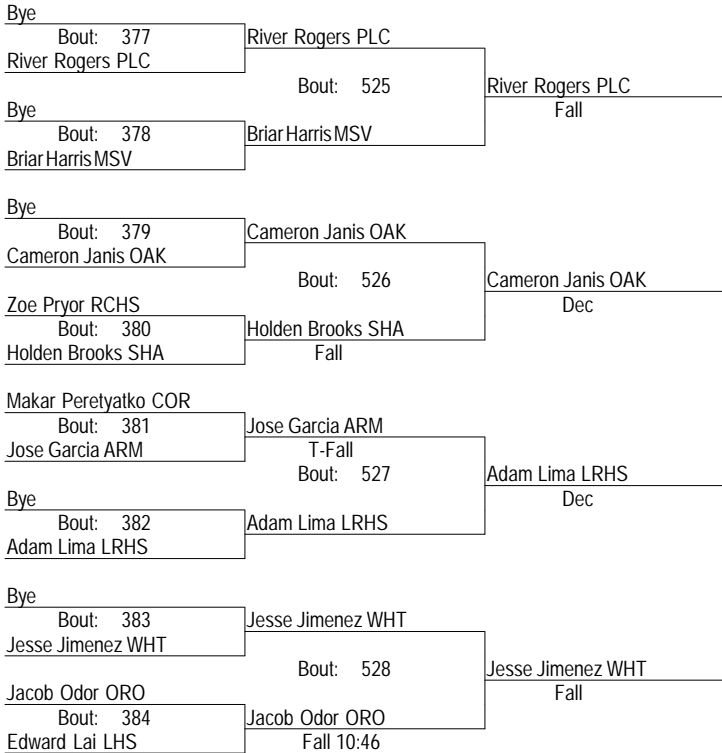 Bye
Bout: 377
River Rogers PLC
River Rogers PLC
Bout: 525
River Rogers PLC
Fall
Bye
Bout: 378
Briar Harris MSV
Briar Harris MSV
Bye
Bout: 379
Cameron Janis OAK
Cameron Janis OAK
Bout: 526
Cameron Janis OAK
Dec
Zoe Pryor RCHS
Bout: 380
Holden Brooks SHA
Holden Brooks SHA
Fall
Makar Peretyatko COR
Bout: 381
Jose Garcia ARM
Jose Garcia ARM
T-Fall
Bout: 527
Adam Lima LRHS
Dec
Bye
Bout: 382
Adam Lima LRHS
Adam Lima LRHS
Bye
Bout: 383
Jesse Jimenez WHT
Jesse Jimenez WHT
Bout: 528
Jesse Jimenez WHT
Fall
Jacob Odor ORO
Bout: 384
Jacob Odor ORO
Edward Lai LHS
Fall 10:46